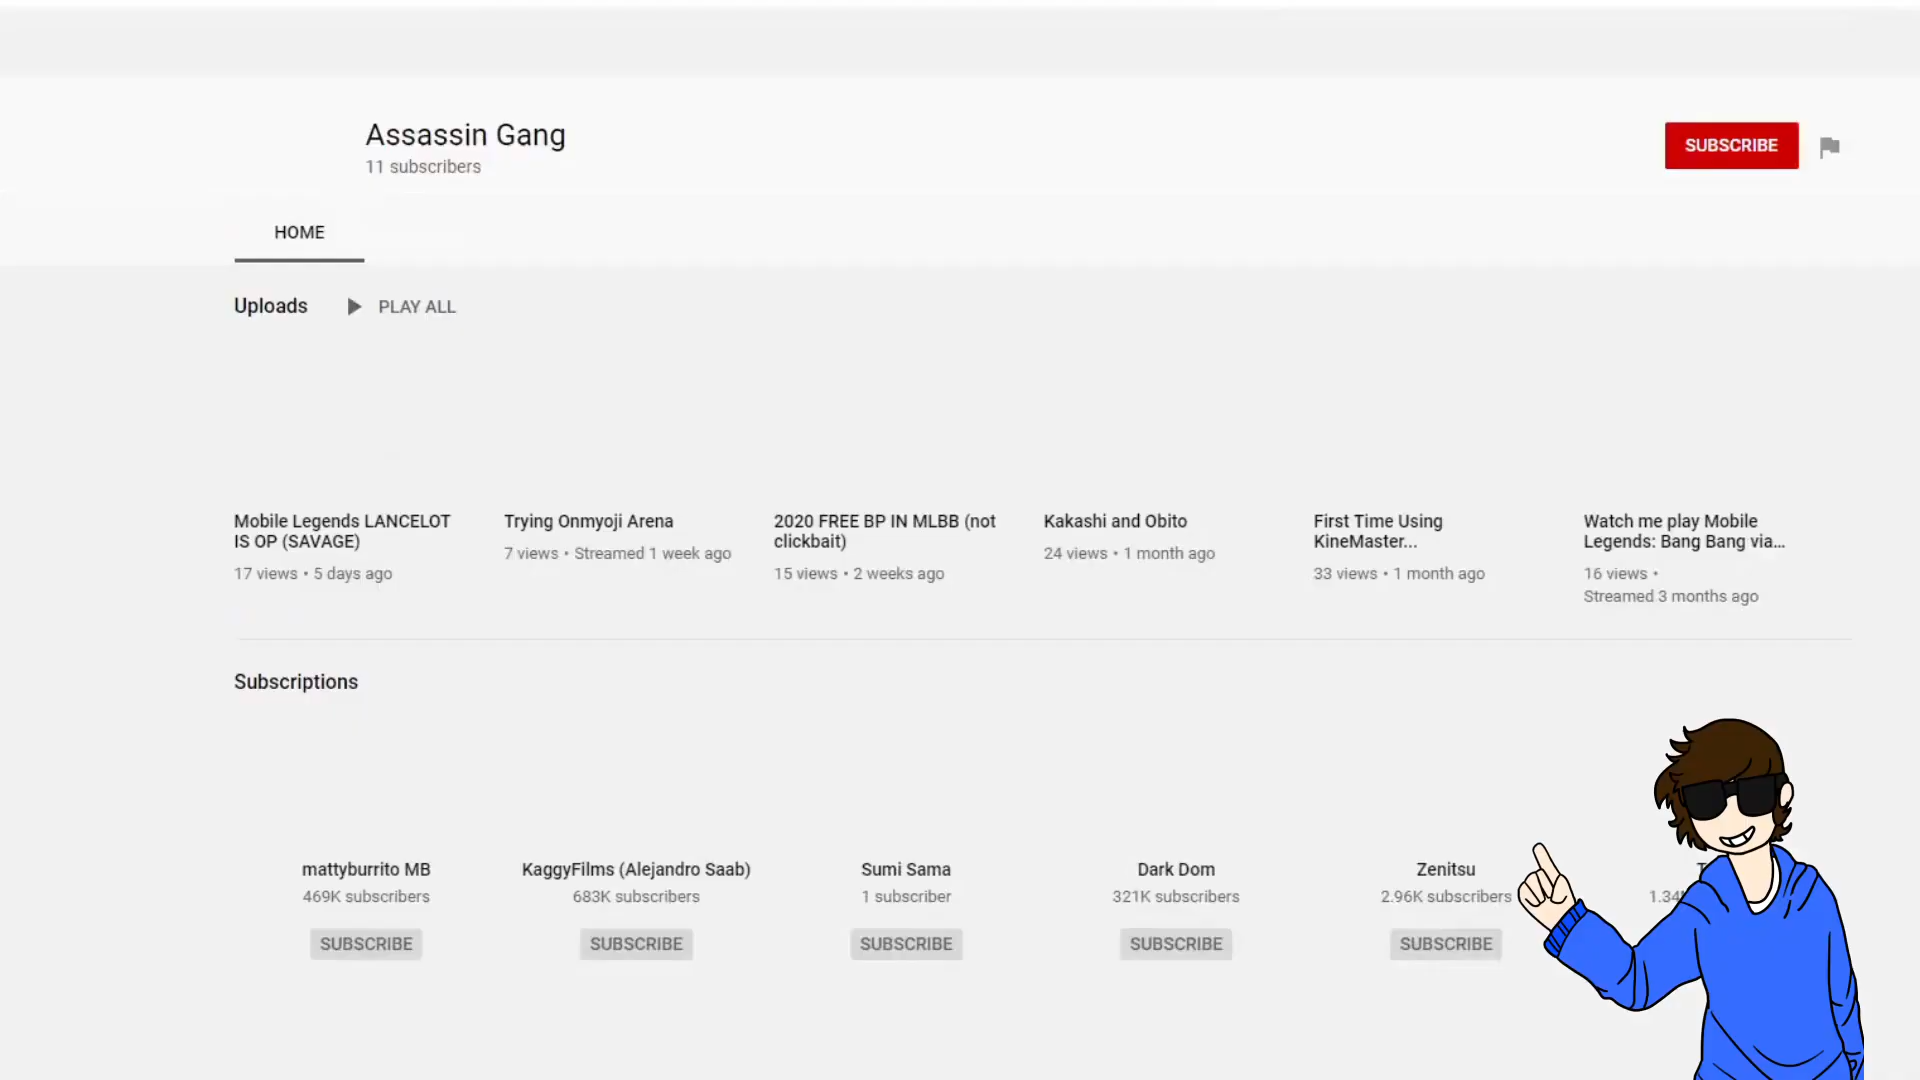 Assassin Gang
11 subscribers
SUBSCRIBE
HOME
Uploads
PLAY ALL
Mobile Legends LANCELOT
IS OP (SAVAGE)
17 views • 5 days ago
Trying Onmyoji Arena
7 views • Streamed 1 week ago
2020 FREE BP IN MLBB (not
clickbait)
15 views • 2 weeks ago
Kakashi and Obito
24 views • 1 month ago
First Time Using
KineMaster...
33 views • 1 month ago
Watch me play Mobile
Legends: Bang Bang via...
16 views •
Streamed 3 months ago
Subscriptions
mattyburrito MB
469K subscribers
SUBSCRIBE
KaggyFilms (Alejandro Saab)
683K subscribers
SUBSCRIBE
Sumi Sama
1 subscriber
SUBSCRIBE
Dark Dom
321K subscribers
SUBSCRIBE
Zenitsu
2.96K subscribers
SUBSCRIBE